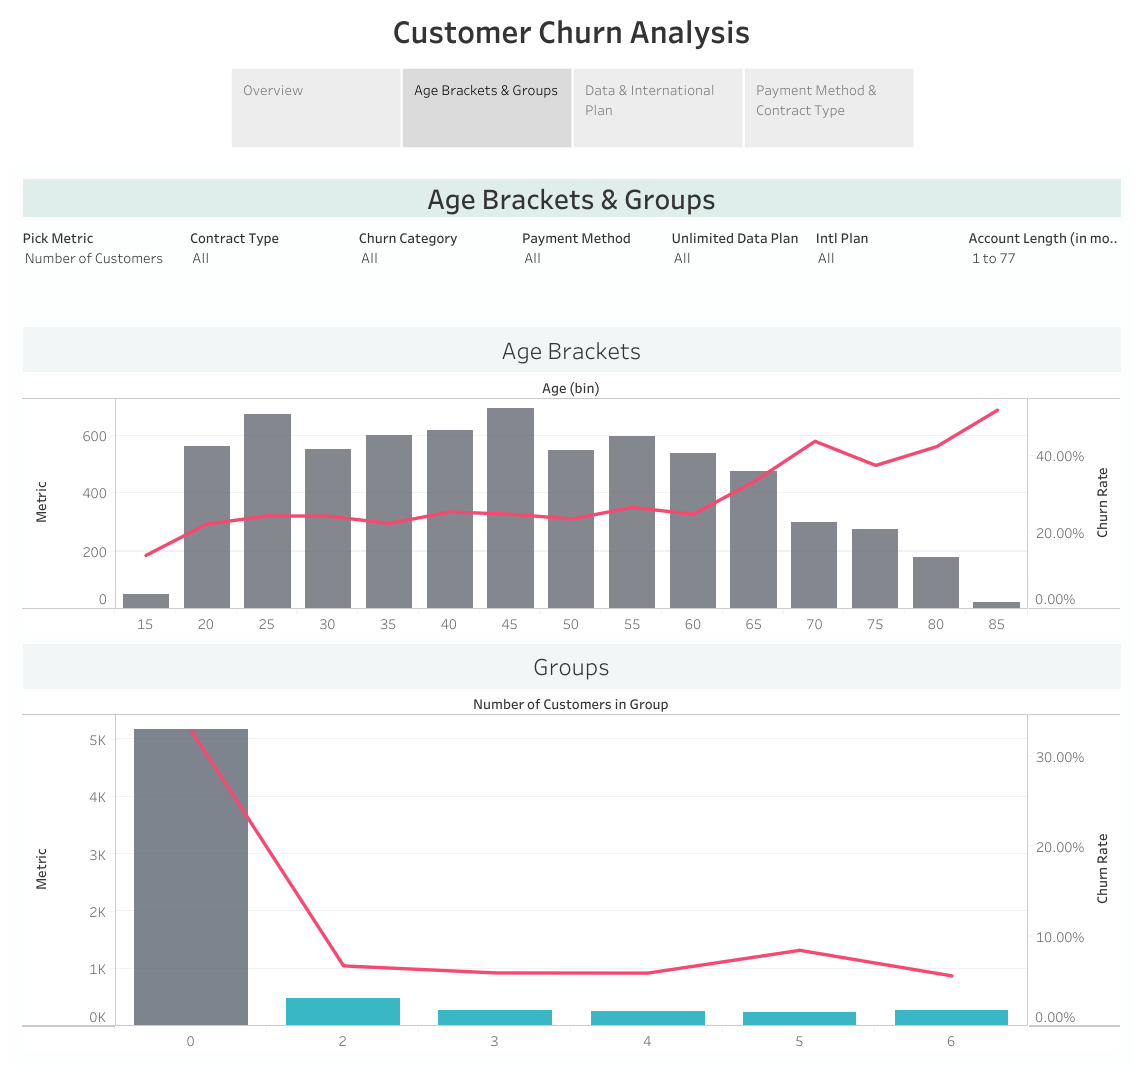 Customer Churn Analysis
Overview
Age Brackets & Groups
Data & International
Plan
Payment Method &
Contract Type
Age Brackets & Groups
Pick Metric
Contract Type
Churn Category
Payment Method
Unlimited Data Plan
Intl Plan
Account Length (in mo..
Number of Customers
All
All
All
All
All
1 to 77
Age Brackets
Age (bin)
Metric
600
400
200
0
40.00%
20.00%
0.00%
Churn Rate
15 20 25 30 35 40 45 50 55 60 65 70 75 80 85
Groups
Number of Customers in Group
Metric
5K
4K
3K
2K
1K
0K
30.00%
20.00%
10.00%
0.00%
Churn Rate
0 2 3 4 5 6